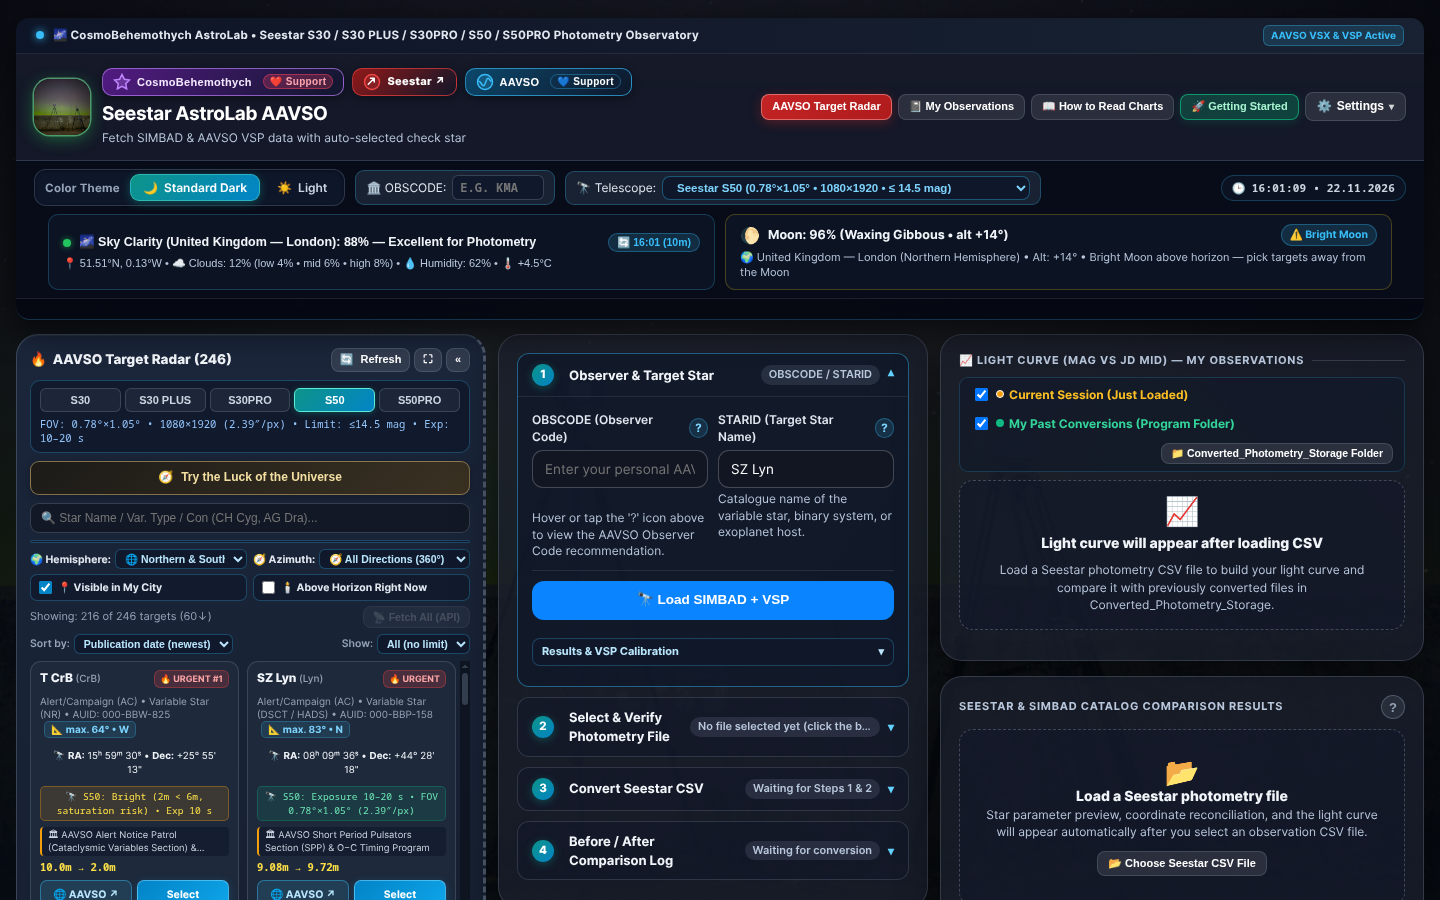 🌌 CosmoBehemothych AstroLab • Seestar S30 / S30 PLUS / S30PRO / S50 / S50PRO Photometry Observatory
AAVSO VSX & VSP Active
CosmoBehemothych ❤️ Support
Seestar ↗
AAVSO 💙 Support
Seestar AstroLab AAVSO
Fetch SIMBAD & AAVSO VSP data with auto-selected check star
AAVSO Target Radar
📓 My Observations
📖 How to Read Charts
🚀 Getting Started
⚙️ Settings ▾
Color Theme
🌙 Standard Dark
☀️ Light
🏛️ OBSCODE: E.G. KMA
🔭 Telescope: Seestar S50 (0.78°×1.05° • 1080×1920 • ≤ 14.5 mag)
🕒 16:01:09 • 22.11.2026
🌌 Sky Clarity (United Kingdom — London): 88% — Excellent for Photometry
🔄 16:01 (10m)
📍 51.51°N, 0.13°W • ☁️ Clouds: 12% (low 4% • mid 6% • high 8%) • 💧 Humidity: 62% • 🌡️ +4.5°C
🌔 Moon: 96% (Waxing Gibbous • alt +14°)
⚠️ Bright Moon
🌍 United Kingdom — London (Northern Hemisphere) • Alt: +14° • Bright Moon above horizon — pick targets away from
the Moon
🔥 AAVSO Target Radar (246)
🔄 Refresh
⛶
«
S30
S30 PLUS
S30PRO
S50
S50PRO
FOV: 0.78°×1.05° • 1080×1920 (2.39″/px) • Limit: ≤14.5 mag • Exp:
10–20 s
🧭 Try the Luck of the Universe
🔍 Star Name / Var. Type / Con (CH Cyg, AG Dra)...
🌍 Hemisphere: 🌐 Northern & South
🧭 Azimuth: 🧭 All Directions (360°)
📍 Visible in My City
🕯️ Above Horizon Right Now
Showing: 216 of 246 targets (60↓)
📡 Fetch All (API)
Sort by: Publication date (newest)
Show: All (no limit)
T CrB (CrB)
🔥 URGENT #1
Alert/Campaign (AC) • Variable Star
(NR) • AUID: 000-BBW-825
📐 max. 64° • W
🔭 RA: 15ʰ 59ᵐ 30ˢ • Dec: +25° 55'
13"
🔭 S50: Bright (2m < 6m,
saturation risk) • Exp 10 s
🏛️ AAVSO Alert Notice Patrol
(Cataclysmic Variables Section) &...
10.0m → 2.0m
🌐 AAVSO ↗
Select
SZ Lyn (Lyn)
🔥 URGENT
Alert/Campaign (AC) • Variable Star
(DSCT / HADS) • AUID: 000-BBP-158
📐 max. 83° • N
🔭 RA: 08ʰ 09ᵐ 36ˢ • Dec: +44° 28'
18"
🔭 S50: Exposure 10–20 s • FOV
0.78°×1.05° (2.39″/px)
🏛️ AAVSO Short Period Pulsators
Section (SPP) & O–C Timing Program
9.08m → 9.72m
🌐 AAVSO ↗
Select
1
Observer & Target Star
OBSCODE / STARID
▲
OBSCODE (Observer
Code)
?
Enter your personal AAV
Hover or tap the '?' icon above
to view the AAVSO Observer
Code recommendation.
STARID (Target Star
Name)
?
SZ Lyn
Catalogue name of the
variable star, binary system, or
exoplanet host.
🔭 Load SIMBAD + VSP
Results & VSP Calibration ▾
2
Select & Verify
Photometry File
No file selected yet (click the b...
▼
3
Convert Seestar CSV
Waiting for Steps 1 & 2
▼
4
Before / After
Comparison Log
Waiting for conversion
▼
📈 LIGHT CURVE (MAG VS JD MID) — MY OBSERVATIONS
Current Session (Just Loaded)
My Past Conversions (Program Folder)
📁 Converted_Photometry_Storage Folder
Light curve will appear after loading CSV
Load a Seestar photometry CSV file to build your light curve and
compare it with previously converted files in
Converted_Photometry_Storage.
SEESTAR & SIMBAD CATALOG COMPARISON RESULTS
?
Load a Seestar photometry file
Star parameter preview, coordinate reconciliation, and the light curve
will appear automatically after you select an observation CSV file.
📂 Choose Seestar CSV File